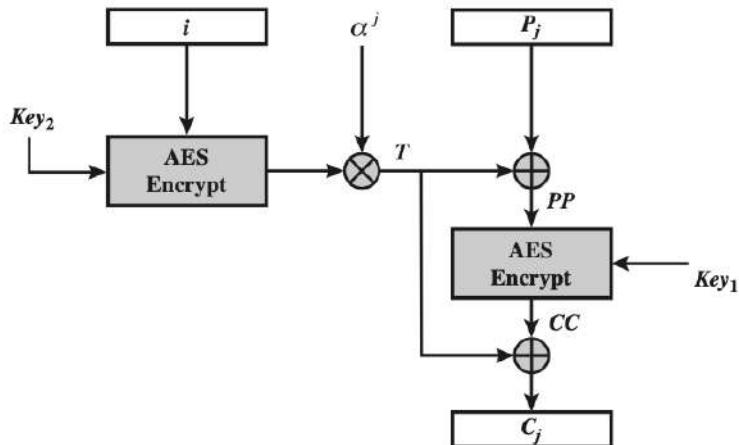 i
α^j
P_j
Key_2
AES
Encrypt
T
PP
AES
Encrypt
Key_1
CC
C_j